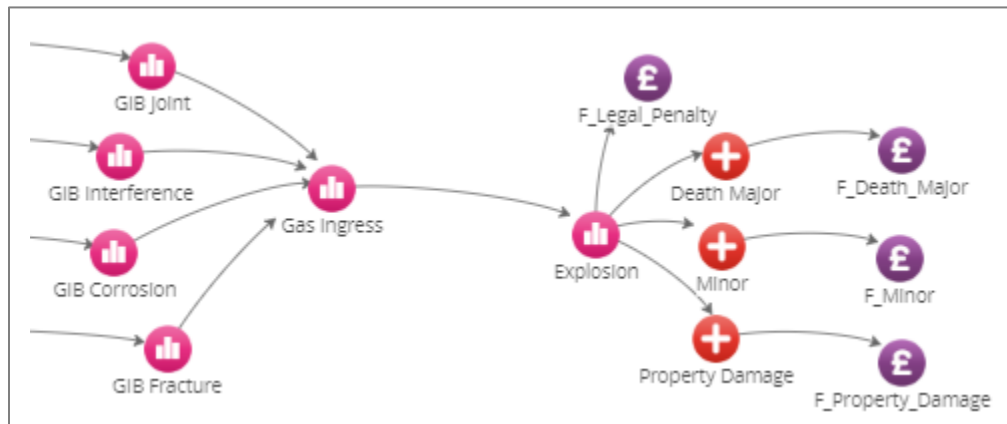 GIB Joint
GIB Interference
GIB Corrosion
GIB Fracture
Gas Ingress
Explosion
£
F_Legal_Penalty
Death Major
£
F_Death_Major
Minor
£
F_Minor
Property Damage
£
F_Property_Damage